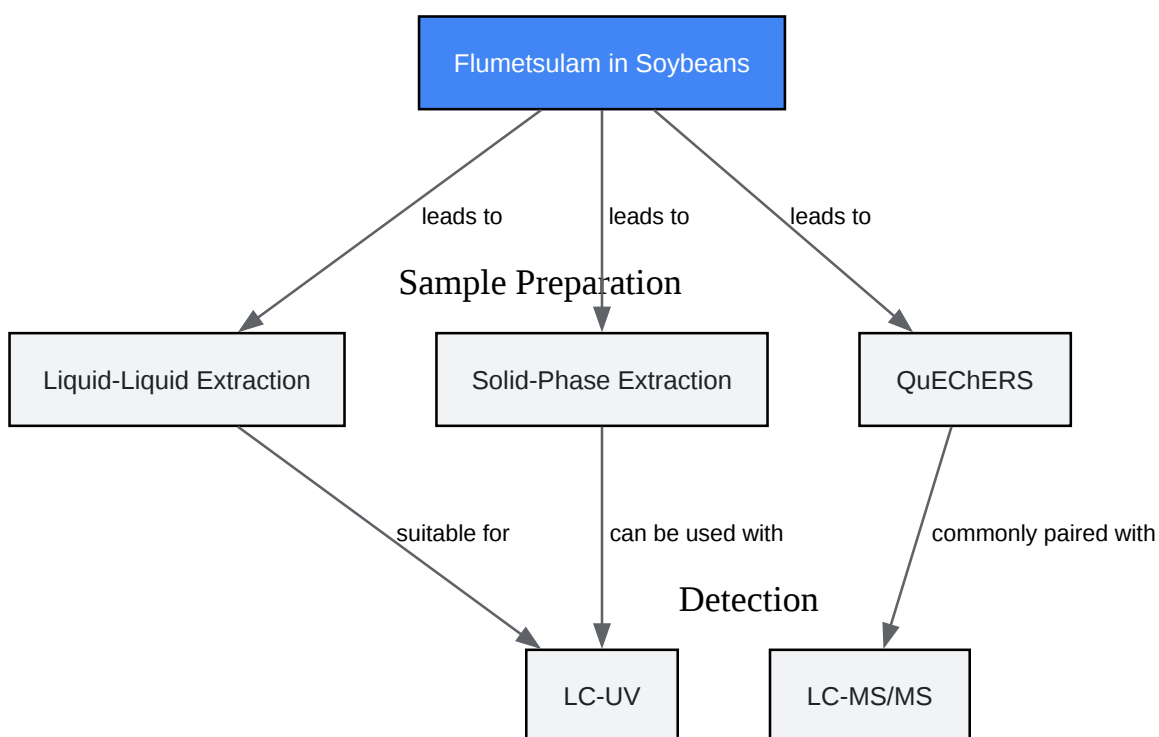 Flumetsulam in Soybeans
leads to
leads to
leads to
Sample Preparation
Liquid-Liquid Extraction
Solid-Phase Extraction
QuEChERS
suitable for
can be used with
commonly paired with
Detection
LC-UV
LC-MS/MS